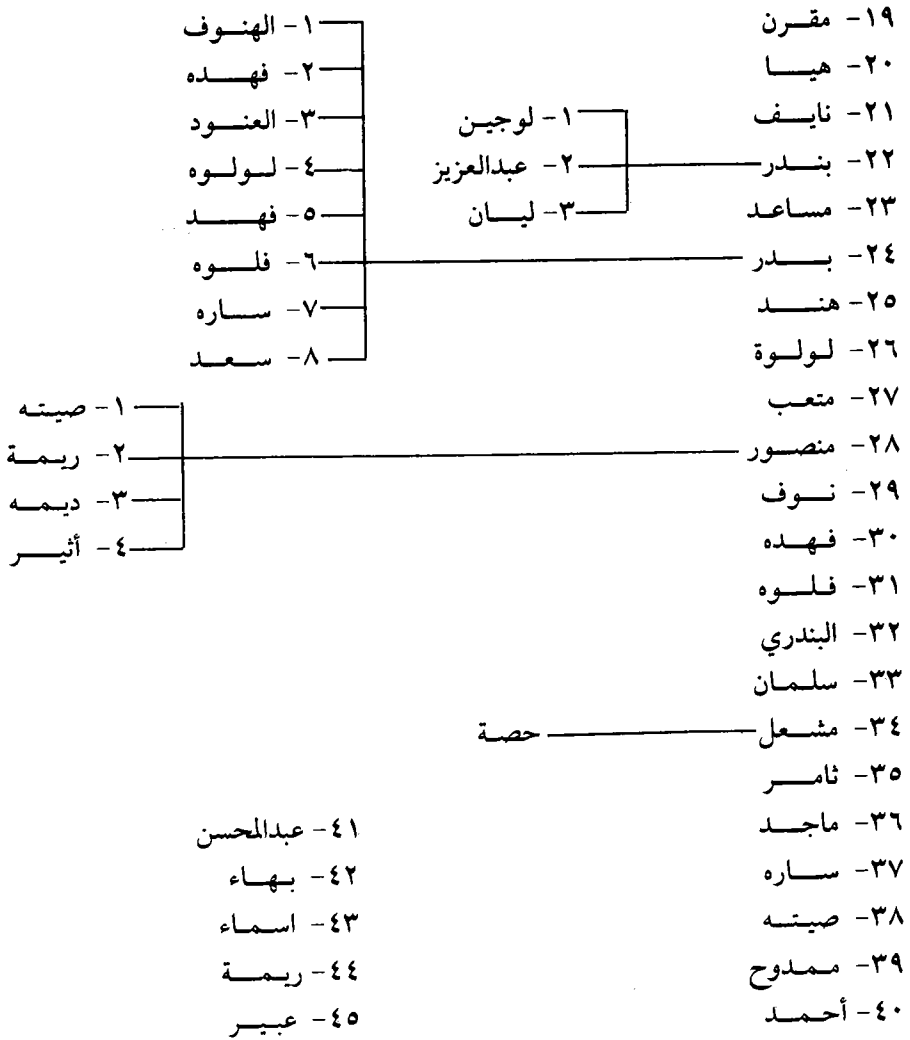 ١٩- مقرن
٢٠- هيا
٢١- نايف
٢٢- بندر
١- لوجين
٢- عبدالعزيز
٣- ليان
٢٣- مساعد
٢٤- بدر
١- الهنوف
٢- فهده
٣- العنود
٤- لولوه
٥- فهد
٦- فلوه
٧- ساره
٨- سعد
٢٥- هند
٢٦- لولوة
٢٧- متعب
٢٨- منصور
١- صيته
٢- ريمة
٣- ديمه
٤- أثير
٢٩- نوف
٣٠- فهده
٣١- فلوه
٣٢- البندري
٣٣- سلمان
٣٤- مشعل
حصة
٣٥- ثامر
٣٦- ماجد
٣٧- ساره
٣٨- صيته
٣٩- ممدوح
٤٠- أحمد
٤١- عبدالمحسن
٤٢- بهاء
٤٣- اسماء
٤٤- ريمة
٤٥- عبير